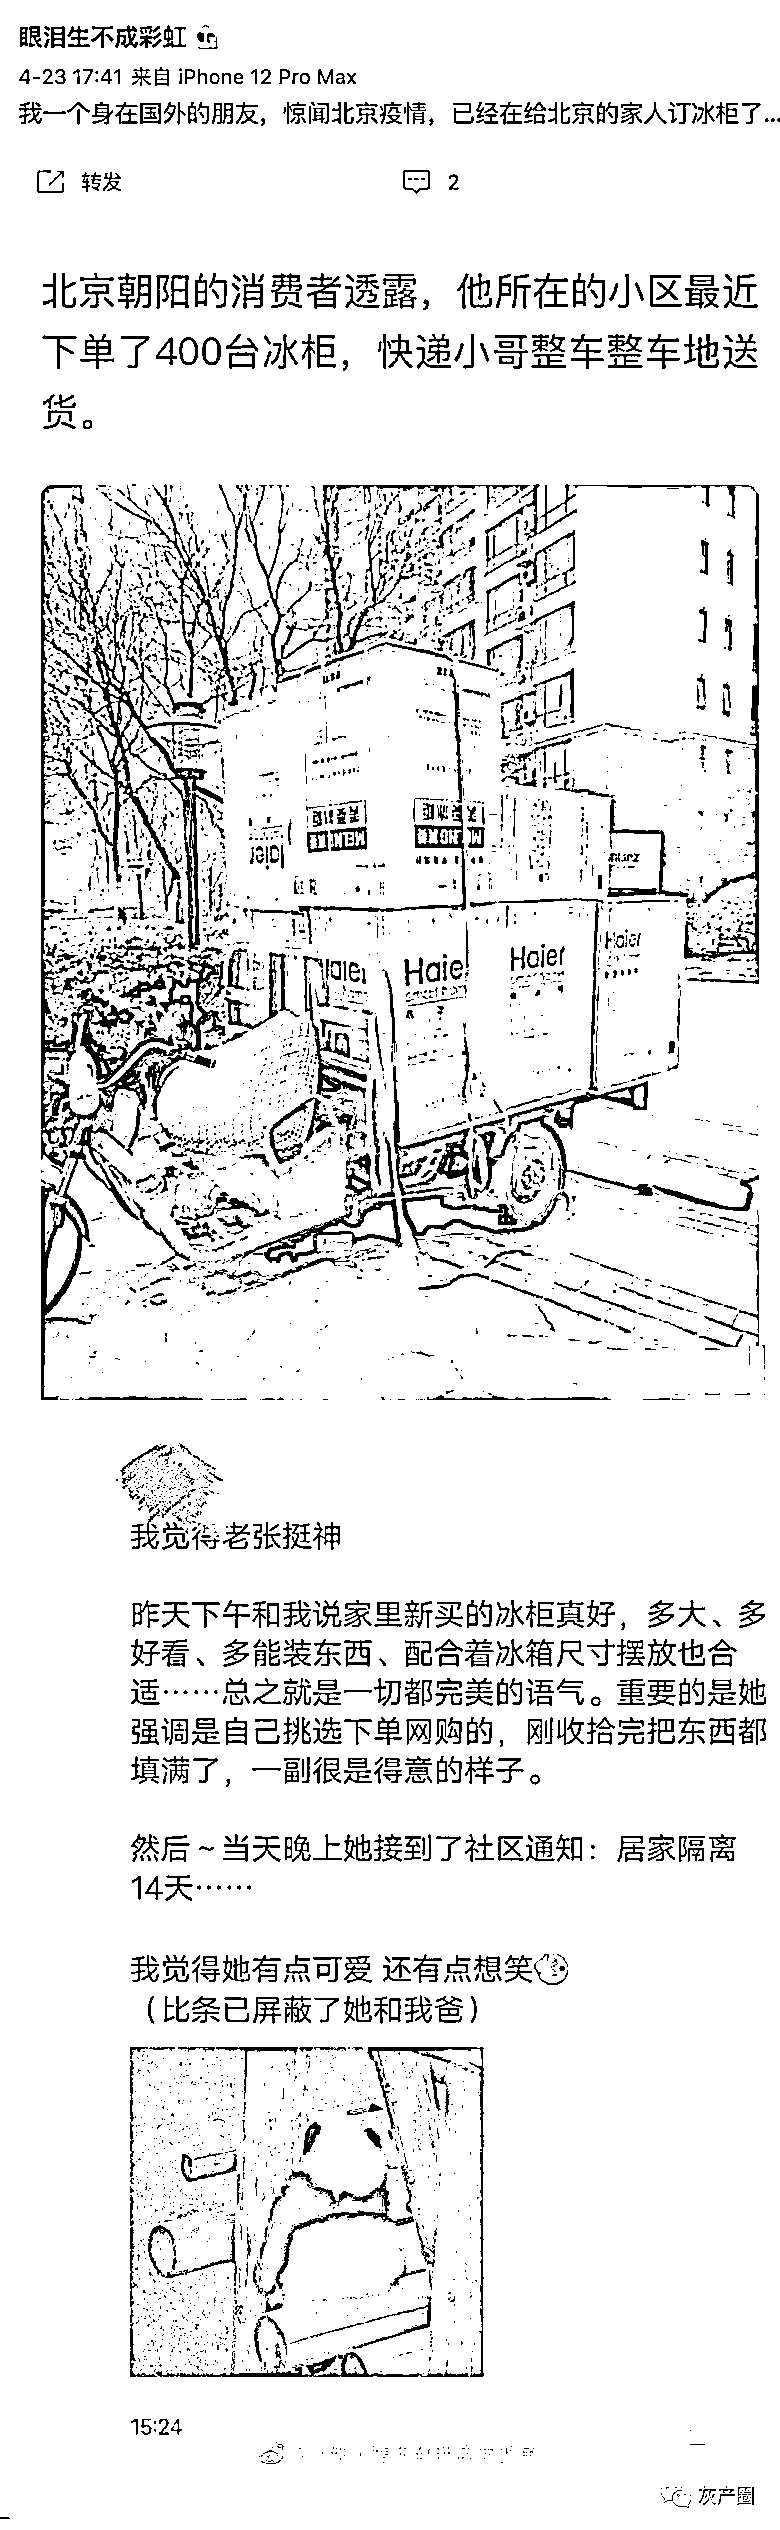 眼泪生不成彩虹
4-23 17:41 来自 iPhone 12 Pro Max
我一个身在国外的朋友，惊闻北京疫情，已经在给北京的家人订冰柜了...
转发
2
北京朝阳的消费者透露，他所在的小区最近
下单了400台冰柜，快递小哥整车整车地送
货。
Haier
Haier
Haier
我觉得老张挺神
昨天下午和我说家里新买的冰柜真好，多大、多
好看、多能装东西、配合着冰箱尺寸摆放也合
适……总之就是一切都完美的语气。重要的是她
强调是自己挑选下单网购的，刚收拾完把东西都
填满了，一副很是得意的样子。
然后～当天晚上她接到了社区通知：居家隔离
14天……
我觉得她有点可爱 还有点想笑
（比条已屏蔽了她和我爸）
15:24
灰产圈